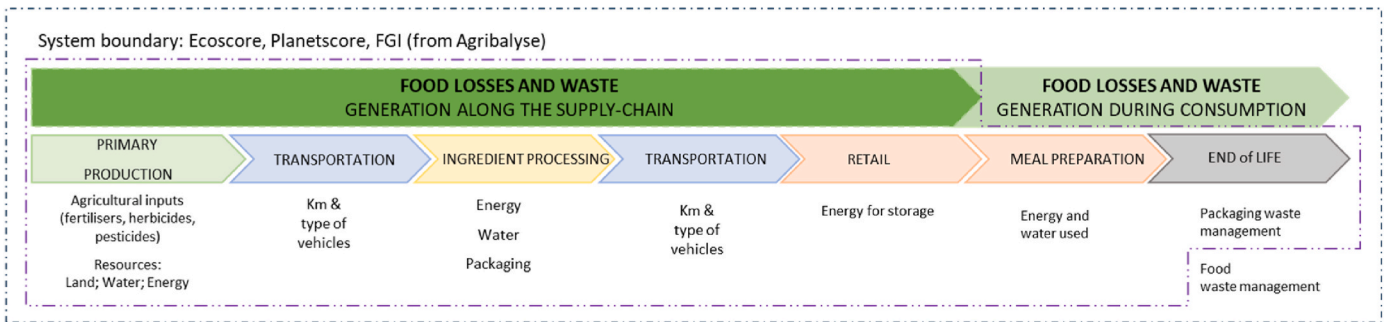 System boundary: Ecoscore, Planetscore, FGI (from Agribalyse)
FOOD LOSSES AND WASTE
GENERATION ALONG THE SUPPLY-CHAIN
FOOD LOSSES AND WASTE
GENERATION DURING CONSUMPTION
PRIMARY
PRODUCTION
TRANSPORTATION
INGREDIENT PROCESSING
TRANSPORTATION
RETAIL
MEAL PREPARATION
END of LIFE
Agricultural inputs
(fertilisers, herbicides,
pesticides)
Resources:
Land; Water; Energy
Km &
type of
vehicles
Energy
Water
Packaging
Km &
type of
vehicles
Energy for storage
Energy and
water used
Packaging waste
management
Food
waste management